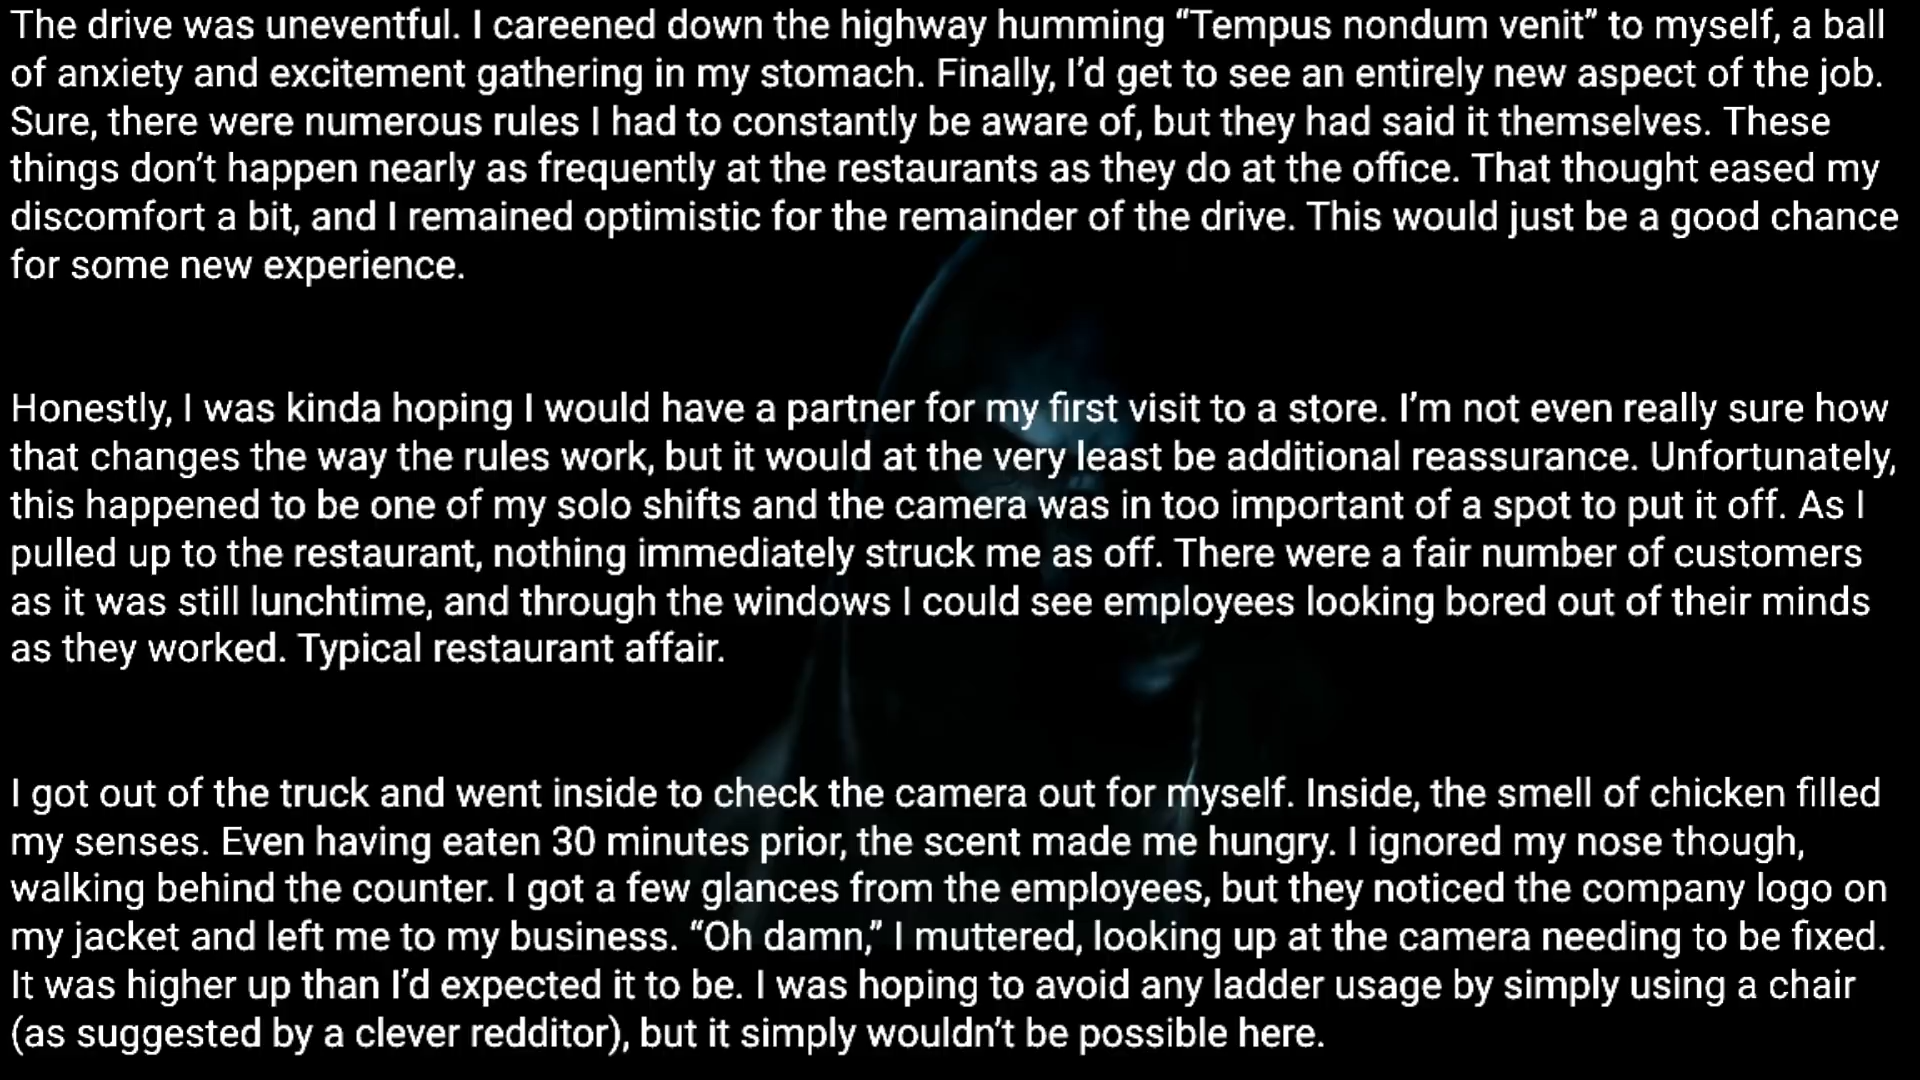 The drive was uneventful. I careened down the highway humming “Tempus nondum venit” to myself, a ball
of anxiety and excitement gathering in my stomach. Finally, I’d get to see an entirely new aspect of the job.
Sure, there were numerous rules I had to constantly be aware of, but they had said it themselves. These
things don’t happen nearly as frequently at the restaurants as they do at the office. That thought eased my
discomfort a bit, and I remained optimistic for the remainder of the drive. This would just be a good chance
for some new experience.
Honestly, I was kinda hoping I would have a partner for my first visit to a store. I’m not even really sure how
that changes the way the rules work, but it would at the very least be additional reassurance. Unfortunately,
this happened to be one of my solo shifts and the camera was in too important of a spot to put it off. As I
pulled up to the restaurant, nothing immediately struck me as off. There were a fair number of customers
as it was still lunchtime, and through the windows I could see employees looking bored out of their minds
as they worked. Typical restaurant affair.
I got out of the truck and went inside to check the camera out for myself. Inside, the smell of chicken filled
my senses. Even having eaten 30 minutes prior, the scent made me hungry. I ignored my nose though,
walking behind the counter. I got a few glances from the employees, but they noticed the company logo on
my jacket and left me to my business. “Oh damn,” I muttered, looking up at the camera needing to be fixed.
It was higher up than I’d expected it to be. I was hoping to avoid any ladder usage by simply using a chair
(as suggested by a clever redditor), but it simply wouldn’t be possible here.